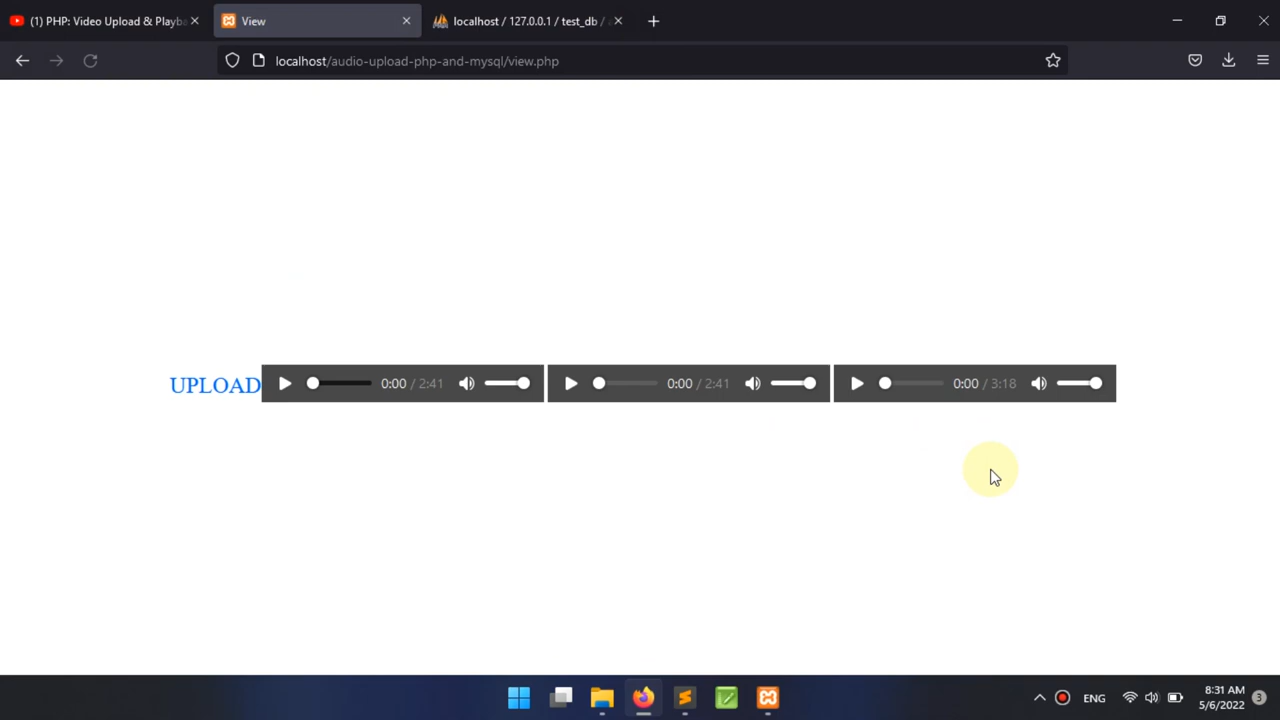 (1) PHP: Video Upload & Playba
View
localhost / 127.0.0.1 / test_db /
localhost/audio-upload-php-and-mysql/view.php
UPLOAD 0:00 / 2:41 0:00 / 2:41 0:00 / 3:18
ENG
8:31 AM
5/6/2022
3